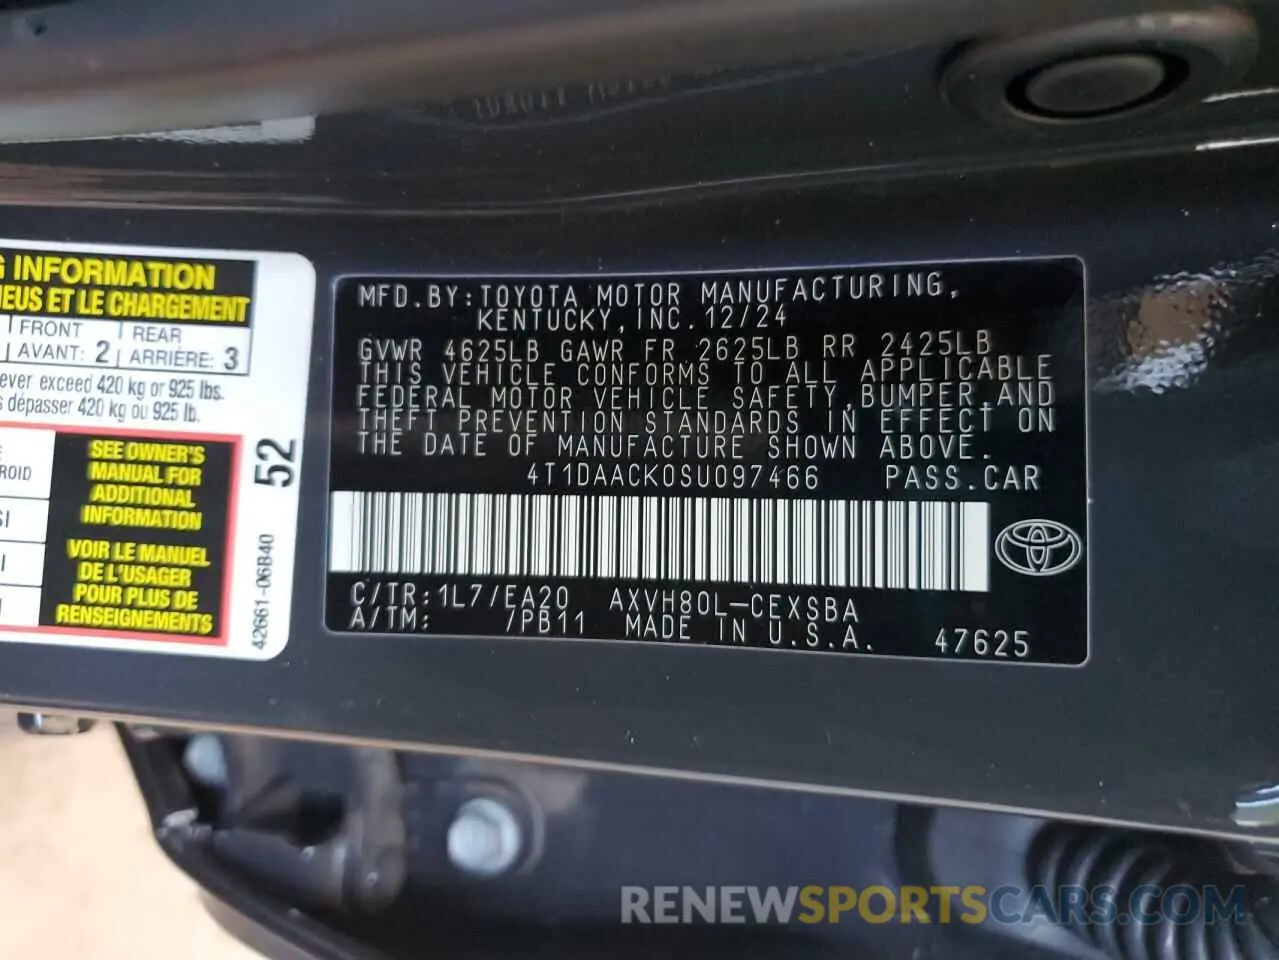 G INFORMATION
NEUS ET LE CHARGEMENT
FRONT REAR
AVANT: 2 ARRIÈRE: 3
ever exceed 420 kg or 925 lbs.
s dépasser 420 kg ou 925 lb.
SEE OWNER'S
MANUAL FOR
ADDITIONAL
INFORMATION
VOIR LE MANUEL
DE L'USAGER
POUR PLUS DE
RENSEIGNEMENTS
52
42661-06B40
MFD.BY:TOYOTA MOTOR MANUFACTURING,
KENTUCKY,INC.12/24
GVWR 4625LB GAWR FR 2625LB RR 2425LB
THIS VEHICLE CONFORMS TO ALL APPLICABLE
FEDERAL MOTOR VEHICLE SAFETY,BUMPER,AND
THEFT PREVENTION STANDARDS IN EFFECT ON
THE DATE OF MANUFACTURE SHOWN ABOVE.
4T1DAACK0SU097466 PASS.CAR
C/TR:1L7/EA20 AXVH80L-CEXSBA
A/TM: /PB11 MADE IN U.S.A. 47625
RENEWSPORTSCARS.COM